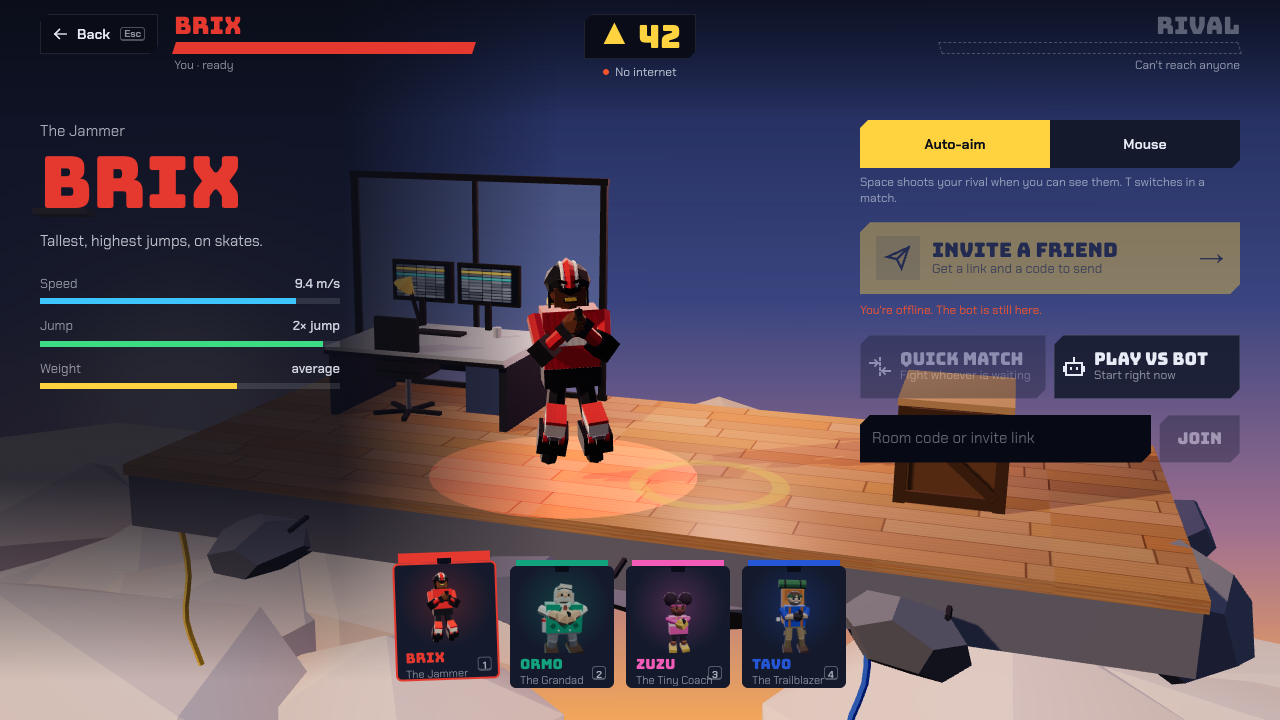 Back Esc
BRIX
You · ready
42
No internet
RIVAL
Can't reach anyone
The Jammer
BRIX
Tallest, highest jumps, on skates.
Speed 9.4 m/s
Jump 2× jump
Weight average
Auto-aim Mouse
Space shoots your rival when you can see them. T switches in a
match.
INVITE A FRIEND
Get a link and a code to send
You're offline. The bot is still here.
QUICK MATCH
Fight whoever is waiting
PLAY VS BOT
Start right now
Room code or invite link JOIN
BRIX
The Jammer 1
ORMO
The Grandad 2
ZUZU
The Tiny Coach 3
TAVO
The Trailblazer 4